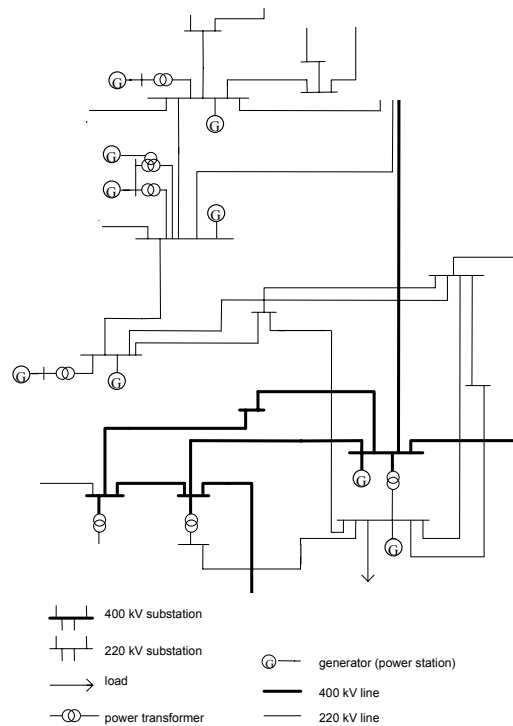 G
G
G
G
G
G
G
G
G
400 kV substation
220 kV substation
load
power transformer
G
generator (power station)
400 kV line
220 kV line